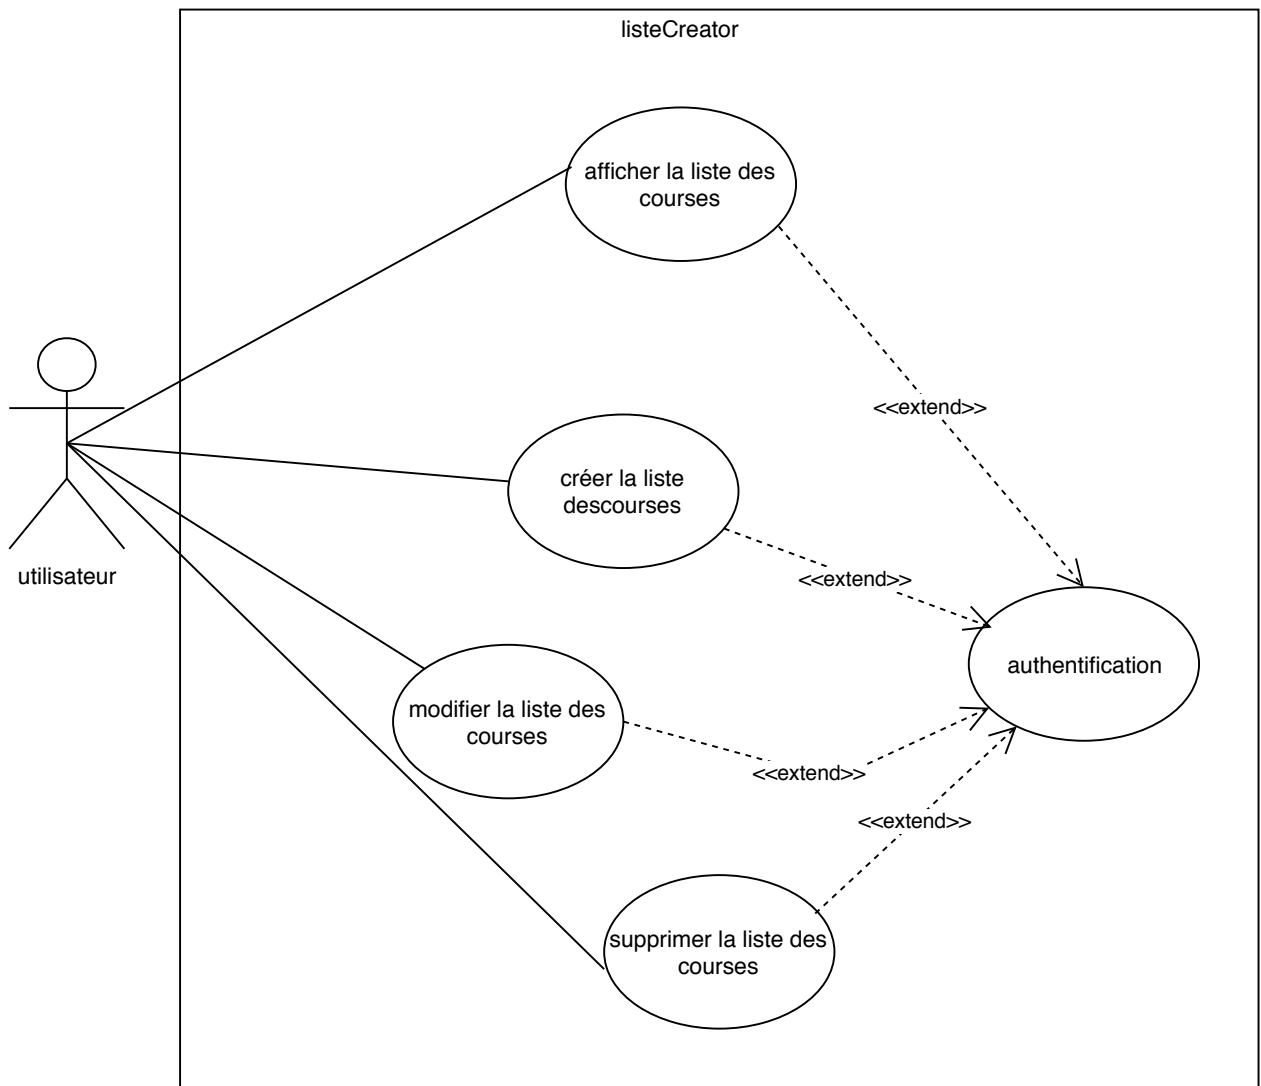 listeCreator
afficher la liste des
courses
<<extend>>
créer la liste
descourses
<<extend>>
utilisateur
authentification
modifier la liste des
courses
<<extend>>
<<extend>>
supprimer la liste des
courses